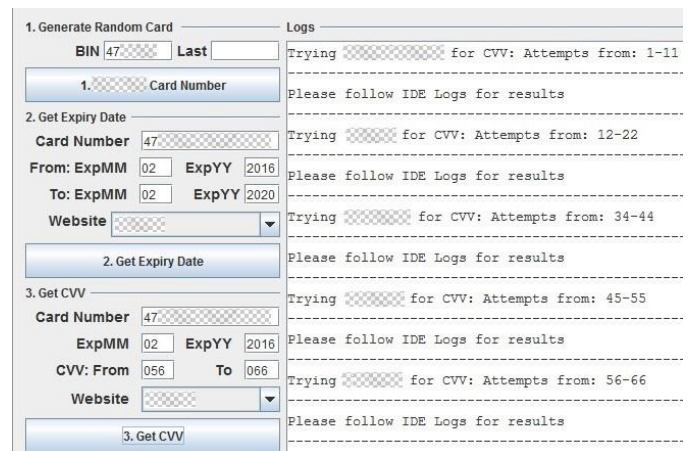 1. Generate Random Card
BIN 47 Last
1. Card Number
2. Get Expiry Date
Card Number 47
From: ExpMM 02 ExpYY 2016
To: ExpMM 02 ExpYY 2020
Website
2. Get Expiry Date
3. Get CVV
Card Number 47
ExpMM 02 ExpYY 2016
CVV: From 056 To 066
Website
3. Get CVV
Logs
Trying for CVV: Attempts from: 1-11
Please follow IDE Logs for results
Trying for CVV: Attempts from: 12-22
Please follow IDE Logs for results
Trying for CVV: Attempts from: 34-44
Please follow IDE Logs for results
Trying for CVV: Attempts from: 45-55
Please follow IDE Logs for results
Trying for CVV: Attempts from: 56-66
Please follow IDE Logs for results